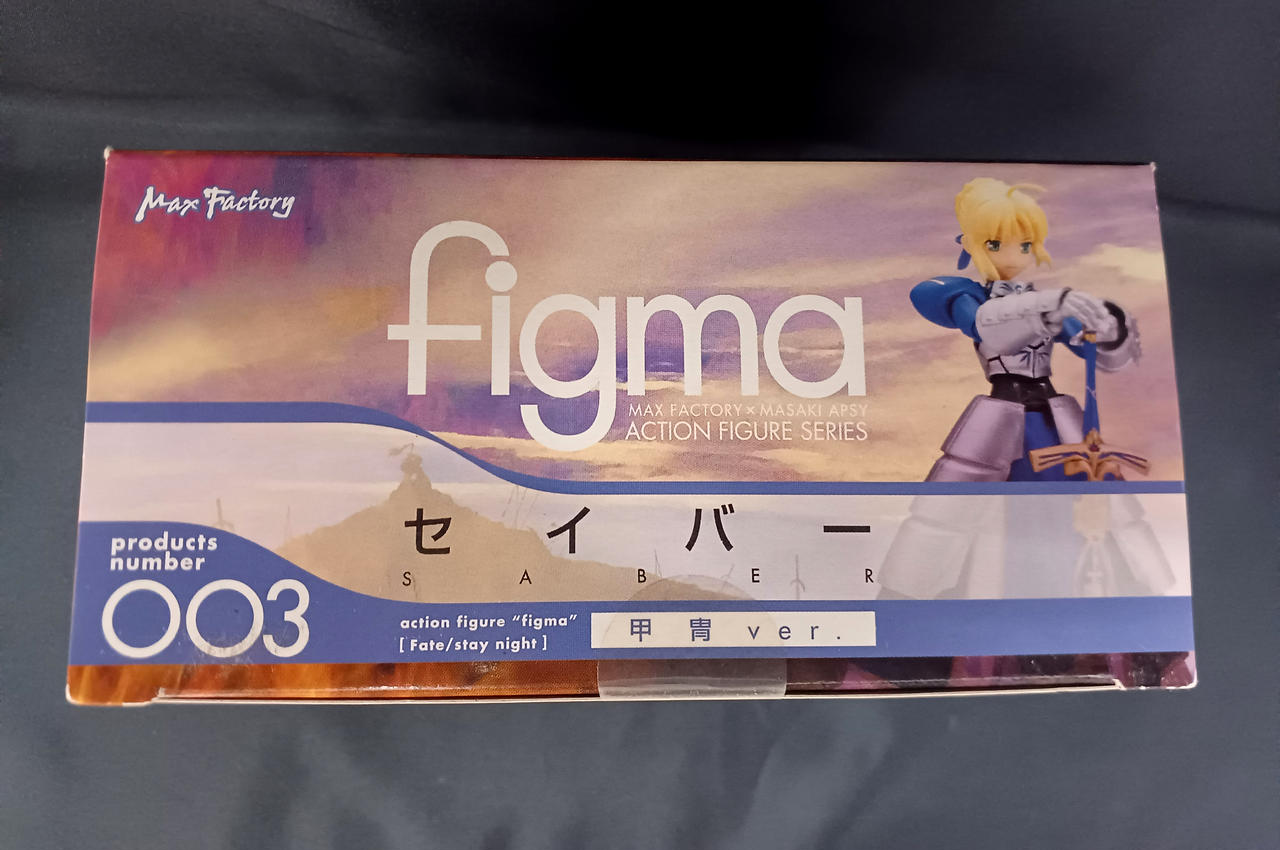 Max Factory
figma
MAX FACTORY × MASAKI APSY
ACTION FIGURE SERIES
セイバー
SABER
products
number
003
action figure “figma”
[ Fate/stay night ]
甲冑 ver.